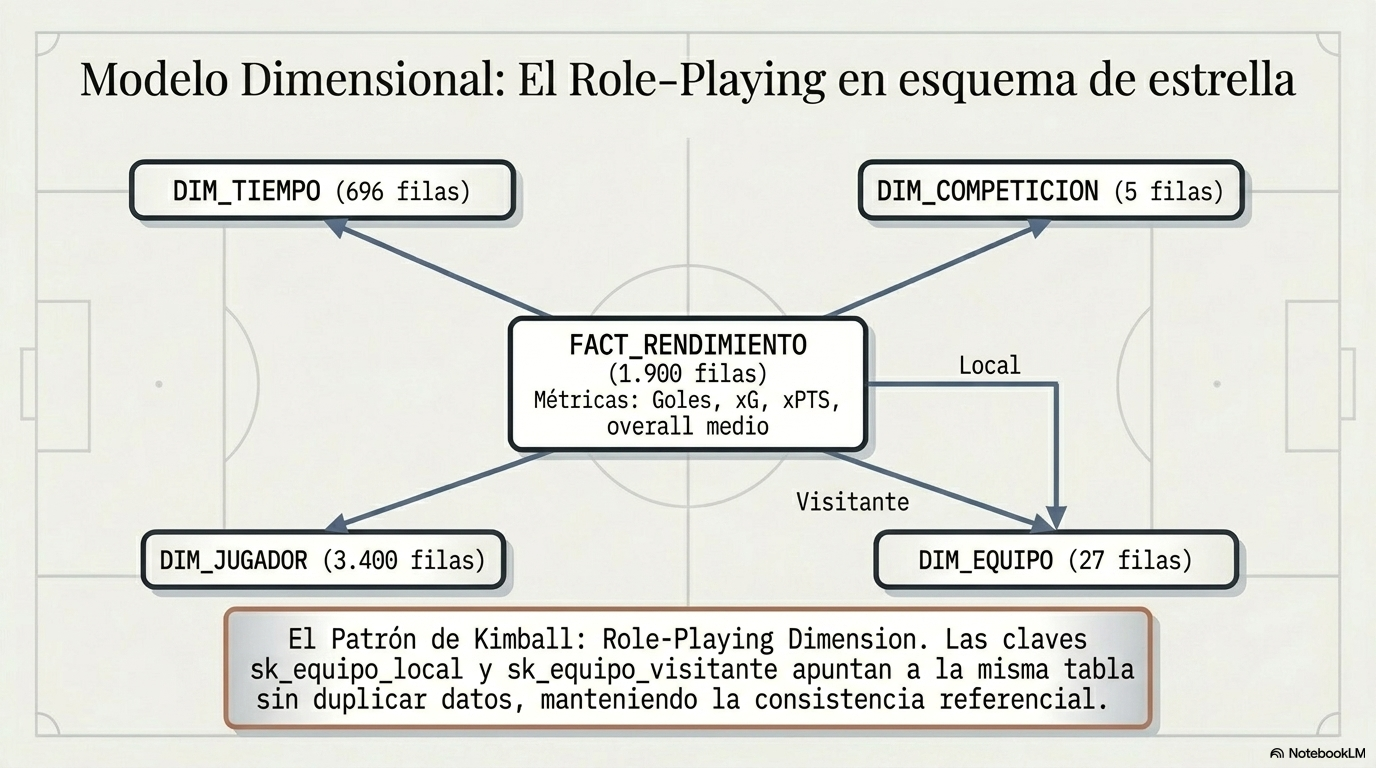 Modelo Dimensional: El Role-Playing en esquema de estrella
DIM_TIEMPO (696 filas)
DIM_COMPETICION (5 filas)
FACT_RENDIMIENTO
(1.900 filas)
Métricas: Goles, xG, xPTS,
overall medio
Local
Visitante
DIM_JUGADOR (3.400 filas)
DIM_EQUIPO (27 filas)
El Patrón de Kimball: Role-Playing Dimension. Las claves
sk_equipo_local y sk_equipo_visitante apuntan a la misma tabla
sin duplicar datos, manteniendo la consistencia referencial.
NotebookLM